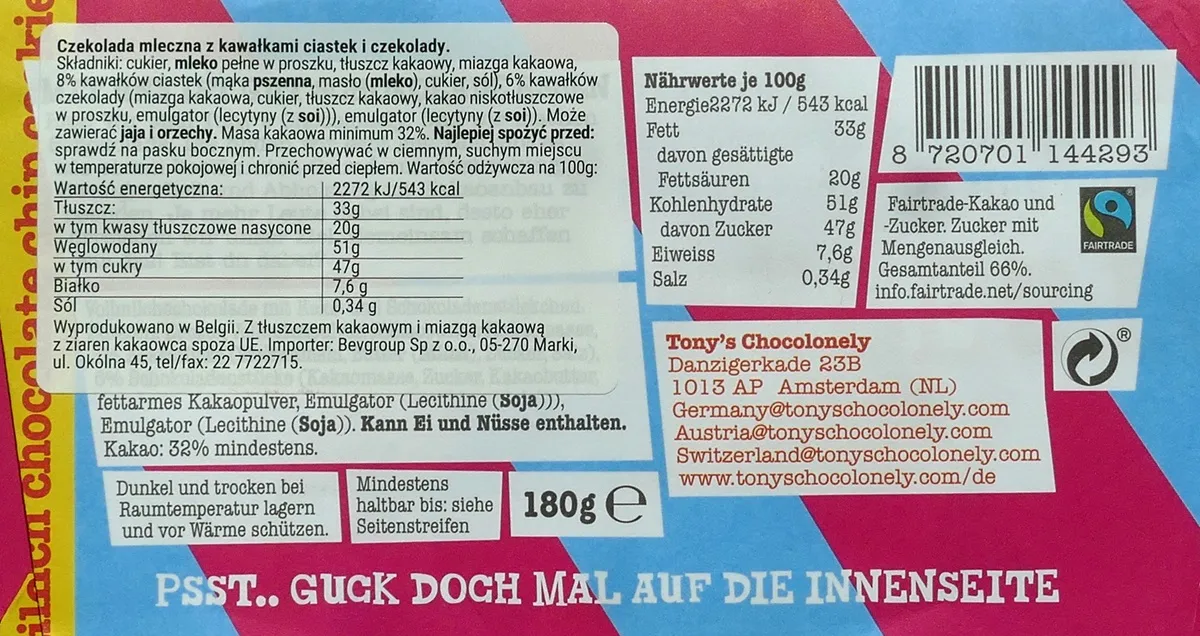 milch chocolate chip cookie
Czekolada mleczna z kawałkami ciastek i czekolady.
Składniki: cukier, mleko pełne w proszku, tłuszcz kakaowy, miazga kakaowa,
8% kawałków ciastek (mąka pszenna, masło (mleko), cukier, sól), 6% kawałków
czekolady (miazga kakaowa, cukier, tłuszcz kakaowy, kakao niskotłuszczowe
w proszku, emulgator (lecytyny (z soi))), emulgator (lecytyny (z soi)). Może
zawierać jaja i orzechy. Masa kakaowa minimum 32%. Najlepiej spożyć przed:
sprawdź na pasku bocznym. Przechowywać w ciemnym, suchym miejscu
w temperaturze pokojowej i chronić przed ciepłem. Wartość odżywcza na 100g:
Wartość energetyczna: 2272 kJ/543 kcal
Tłuszcz: 33g
w tym kwasy tłuszczowe nasycone 20g
Węglowodany 51g
w tym cukry 47g
Białko 7,6 g
Sól 0,34 g
Wyprodukowano w Belgii. Z tłuszczem kakaowym i miazgą kakaową
z ziaren kakaowca spoza UE. Importer: Bevgroup Sp z o.o., 05-270 Marki,
ul. Okólna 45, tel/fax: 22 7722715.
fettarmes Kakaopulver, Emulgator (Lecithine (Soja))),
Emulgator (Lecithine (Soja)). Kann Ei und Nüsse enthalten.
Kakao: 32% mindestens.
Dunkel und trocken bei
Raumtemperatur lagern
und vor Wärme schützen.
Mindestens
haltbar bis: siehe
Seitenstreifen
180g e
Nährwerte je 100g
Energie2272 kJ / 543 kcal
Fett 33g
davon gesättigte
Fettsäuren 20g
Kohlenhydrate 51g
davon Zucker 47g
Eiweiss 7,6g
Salz 0,34g
8 720701 144293
Fairtrade-Kakao und
-Zucker. Zucker mit
Mengenausgleich.
Gesamtanteil 66%.
info.fairtrade.net/sourcing
FAIRTRADE
®
Tony's Chocolonely
Danzigerkade 23B
1013 AP Amsterdam (NL)
Germany@tonyschocolonely.com
Austria@tonyschocolonely.com
Switzerland@tonyschocolonely.com
www.tonyschocolonely.com/de
®
PSST.. GUCK DOCH MAL AUF DIE INNENSEITE